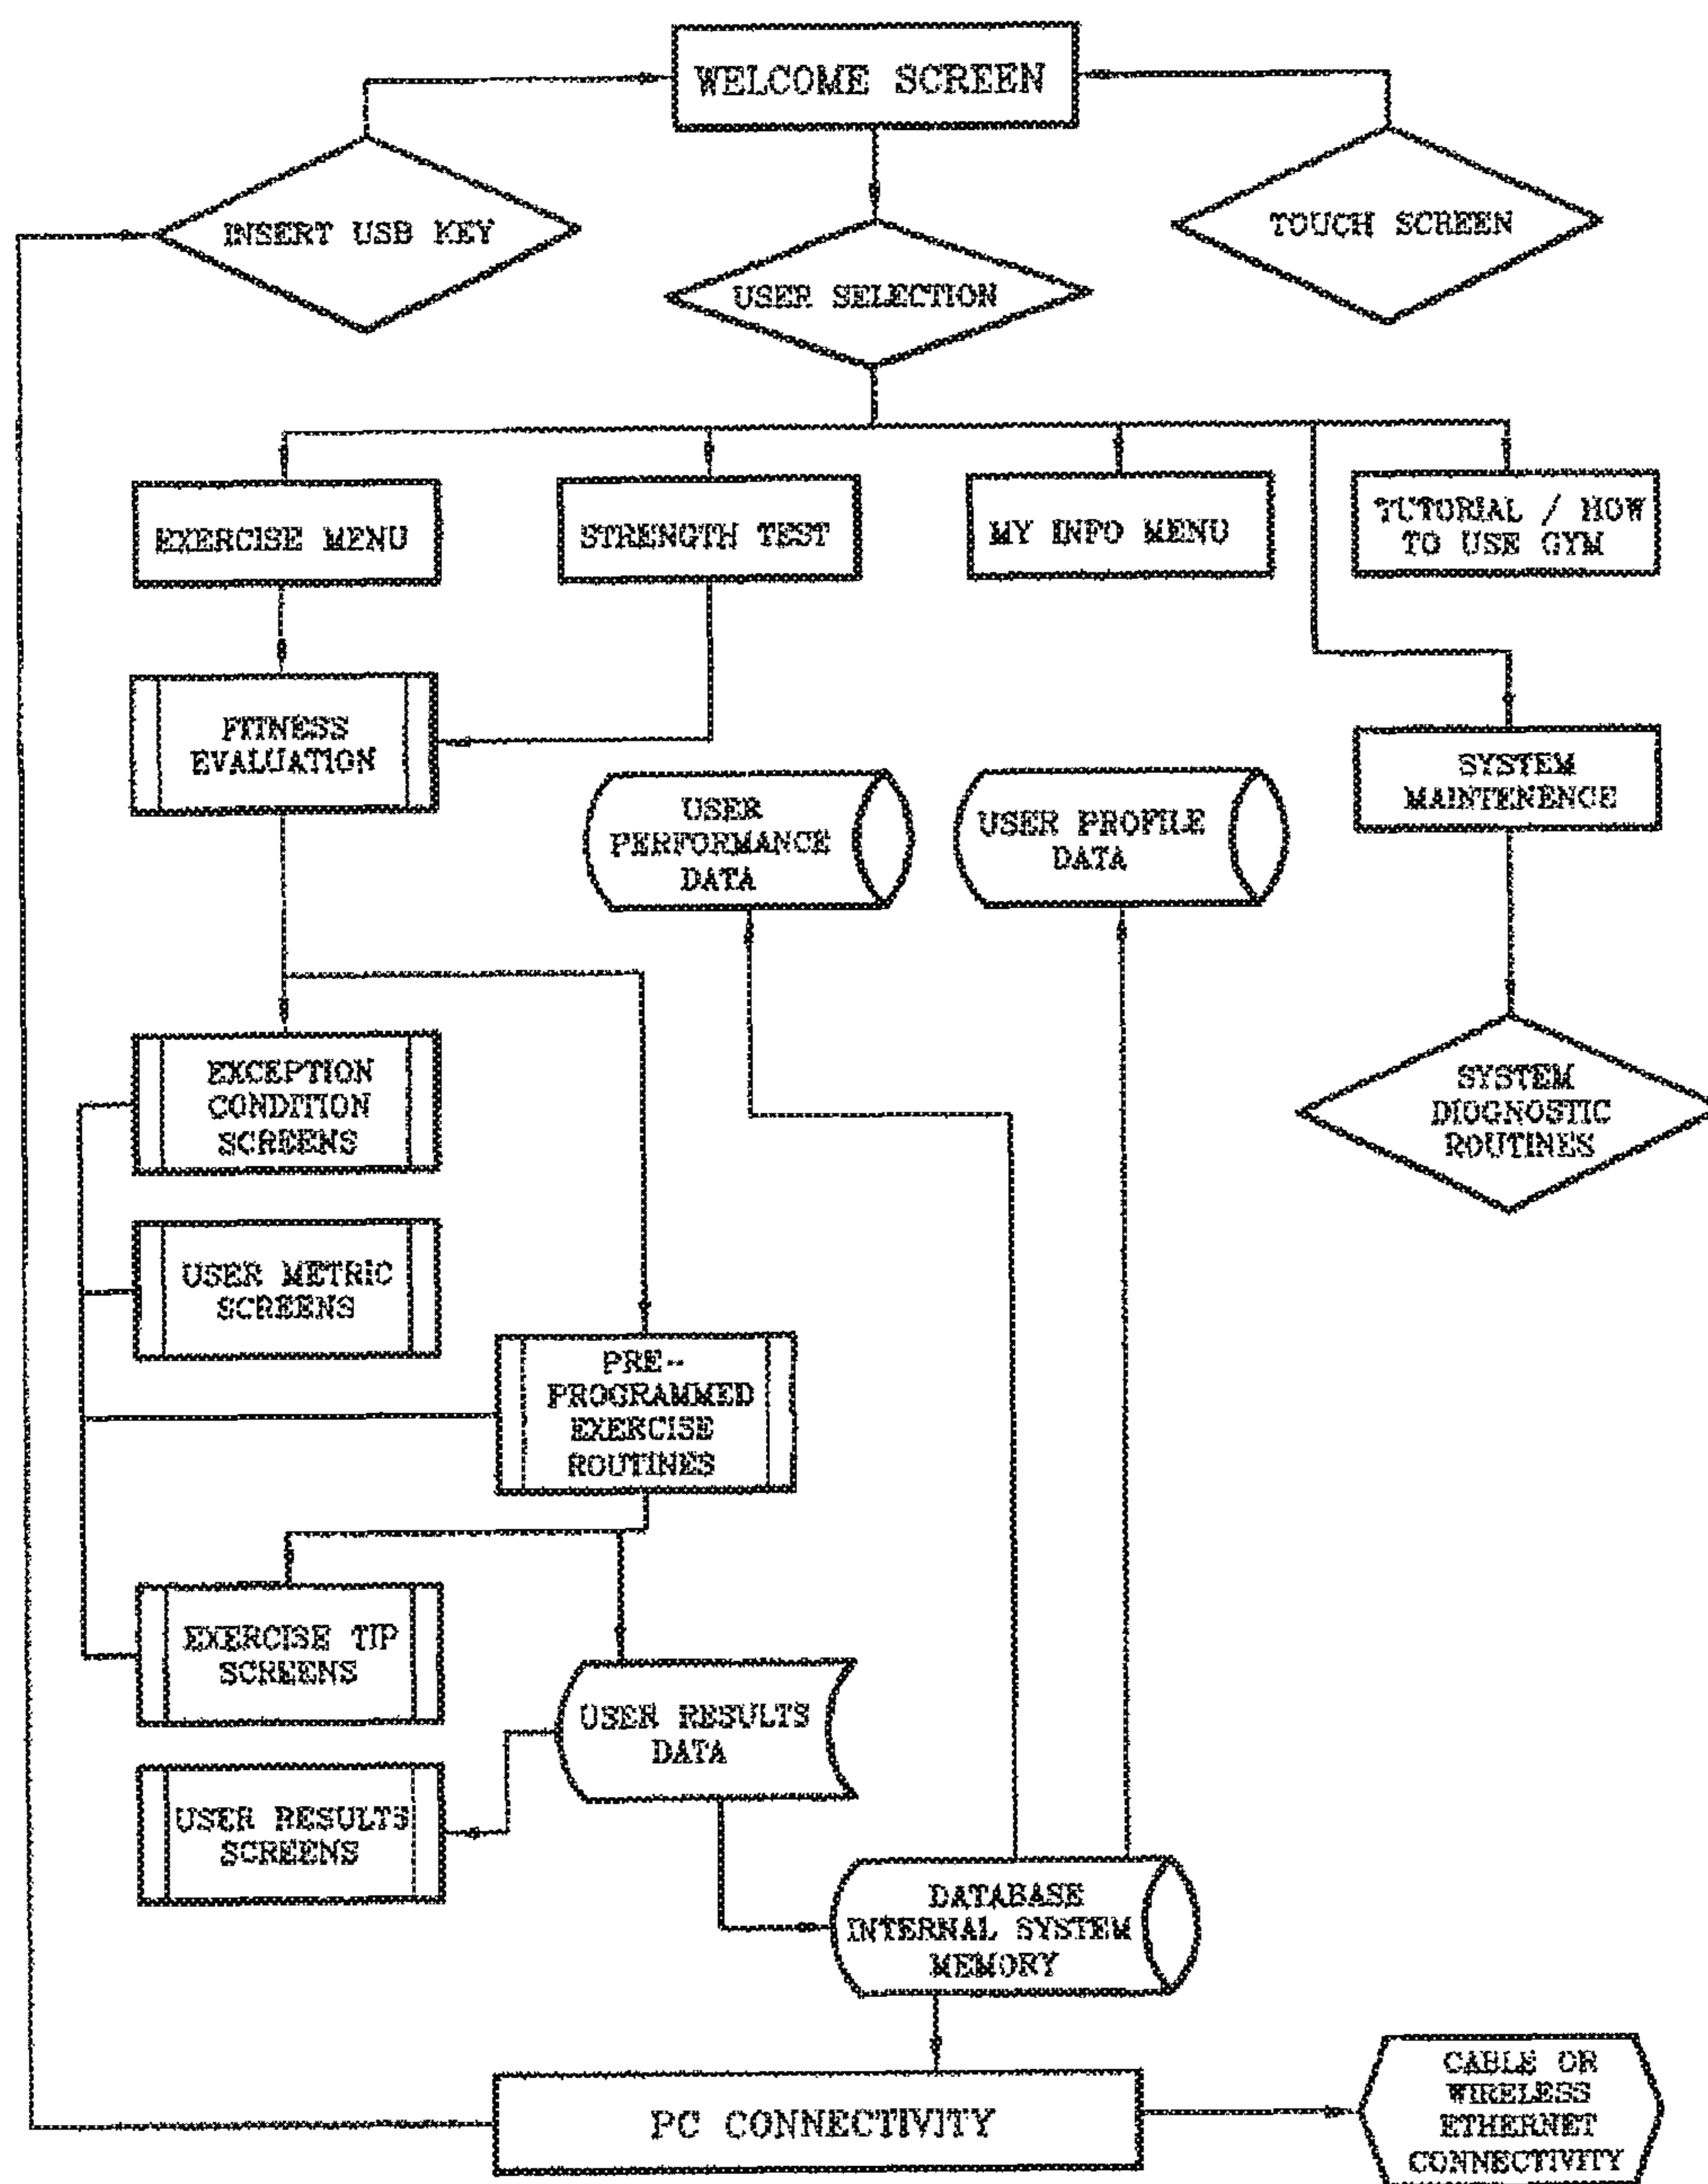 WELCOME SCREEN
INSERT USB KEY
TOUCH SCREEN
USER SELECTION
EXERCISE MENU
STRENGTH TEST
MY INFO MENU
TUTORIAL / HOW
TO USE GYM
FITNESS
EVALUATION
USER
PERFORMANCE
DATA
USER PROFILE
DATA
SYSTEM
MAINTENENCE
EXCEPTION
CONDITION
SCREENS
SYSTEM
DIOGNOSTIC
ROUTINES
USER METRIC
SCREENS
PRE-
PROGRAMMED
EXERCISE
ROUTINES
EXERCISE TIP
SCREENS
USER RESULTS
DATA
USER RESULTS
SCREENS
DATABASE
INTERNAL SYSTEM
MEMORY
PC CONNECTIVITY
CABLE OR
WIRELESS
ETHERNET
CONNECTIVITY